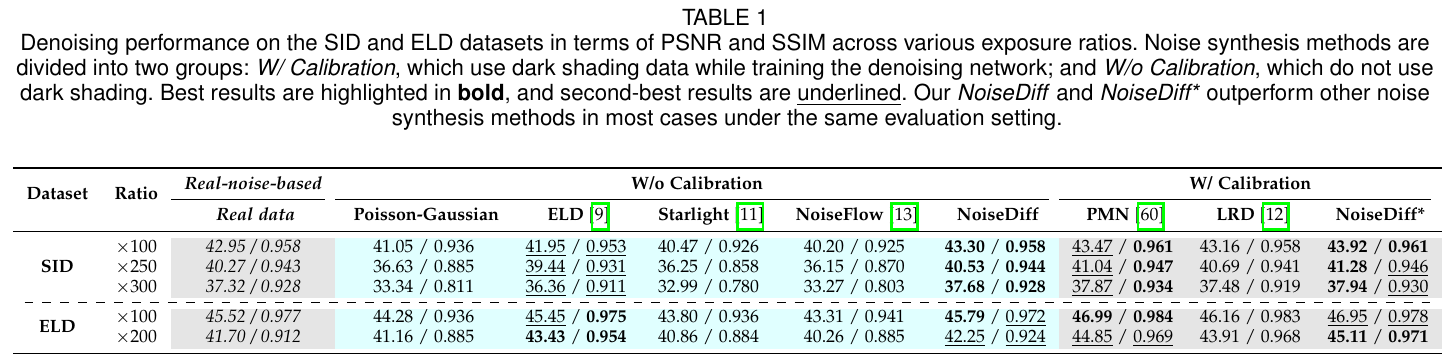 TABLE 1
Denoising performance on the SID and ELD datasets in terms of PSNR and SSIM across various exposure ratios. Noise synthesis methods are
divided into two groups: W/ Calibration, which use dark shading data while training the denoising network; and W/o Calibration, which do not use
dark shading. Best results are highlighted in bold, and second-best results are underlined. Our NoiseDiff and NoiseDiff* outperform other noise
synthesis methods in most cases under the same evaluation setting.
Dataset Ratio Real-noise-based W/o Calibration W/ Calibration
Real data Poisson-Gaussian ELD [9] Starlight [11] NoiseFlow [13] NoiseDiff PMN [60] LRD [12] NoiseDiff*
SID ×100 42.95 / 0.958 41.05 / 0.936 41.95 / 0.953 40.47 / 0.926 40.20 / 0.925 43.30 / 0.958 43.47 / 0.961 43.16 / 0.958 43.92 / 0.961
×250 40.27 / 0.943 36.63 / 0.885 39.44 / 0.931 36.25 / 0.858 36.15 / 0.870 40.53 / 0.944 41.04 / 0.947 40.69 / 0.941 41.28 / 0.946
×300 37.32 / 0.928 33.34 / 0.811 36.36 / 0.911 32.99 / 0.780 33.27 / 0.803 37.68 / 0.928 37.87 / 0.934 37.48 / 0.919 37.94 / 0.930
ELD ×100 45.52 / 0.977 44.28 / 0.936 45.45 / 0.975 43.80 / 0.936 43.31 / 0.941 45.79 / 0.972 46.99 / 0.984 46.16 / 0.983 46.95 / 0.978
×200 41.70 / 0.912 41.16 / 0.885 43.43 / 0.954 40.86 / 0.884 40.26 / 0.885 42.25 / 0.924 44.85 / 0.969 43.91 / 0.968 45.11 / 0.971